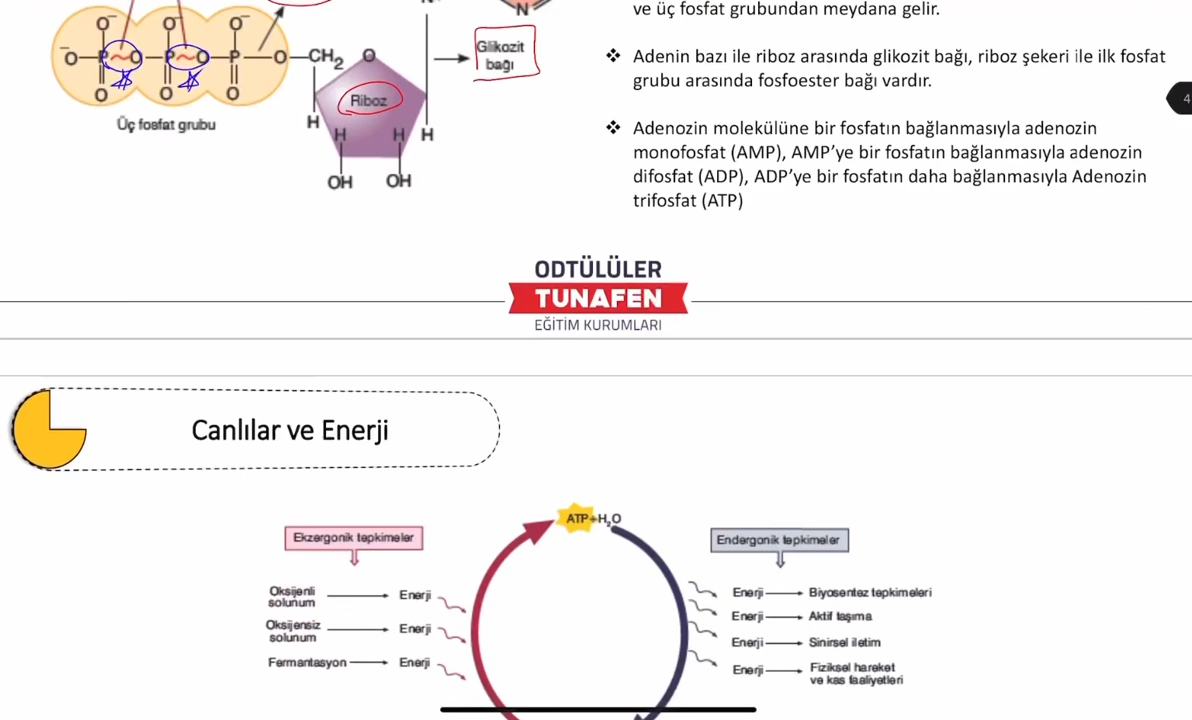 ve üç fosfat grubundan meydana gelir.
Glikozit
bağı
Adenin bazı ile riboz arasında glikozit bağı, riboz şekeri ile ilk fosfat
grubu arasında fosfoester bağı vardır.
O⁻ O⁻ O⁻
⁻O P O P O P O CH₂ O
O O O
N
Riboz
Üç fosfat grubu
H H H H
OH OH
4
Adenozin molekülüne bir fosfatın bağlanmasıyla adenozin
monofosfat (AMP), AMP’ye bir fosfatın bağlanmasıyla adenozin
difosfat (ADP), ADP’ye bir fosfatın daha bağlanmasıyla Adenozin
trifosfat (ATP)
ODTÜLÜLER
TUNAFEN
EĞİTİM KURUMLARI
Canlılar ve Enerji
ATP+H₂O
Ekzergonik tepkimeler
Oksijenli
solunum
Enerji
Oksijensiz
solunum
Enerji
Fermantasyon
Enerji
Endergonik tepkimeler
Enerji Biyosentez tepkimeleri
Enerji Aktif taşıma
Enerji Sinirsel iletim
Enerji Fiziksel hareket
ve kas faaliyetleri